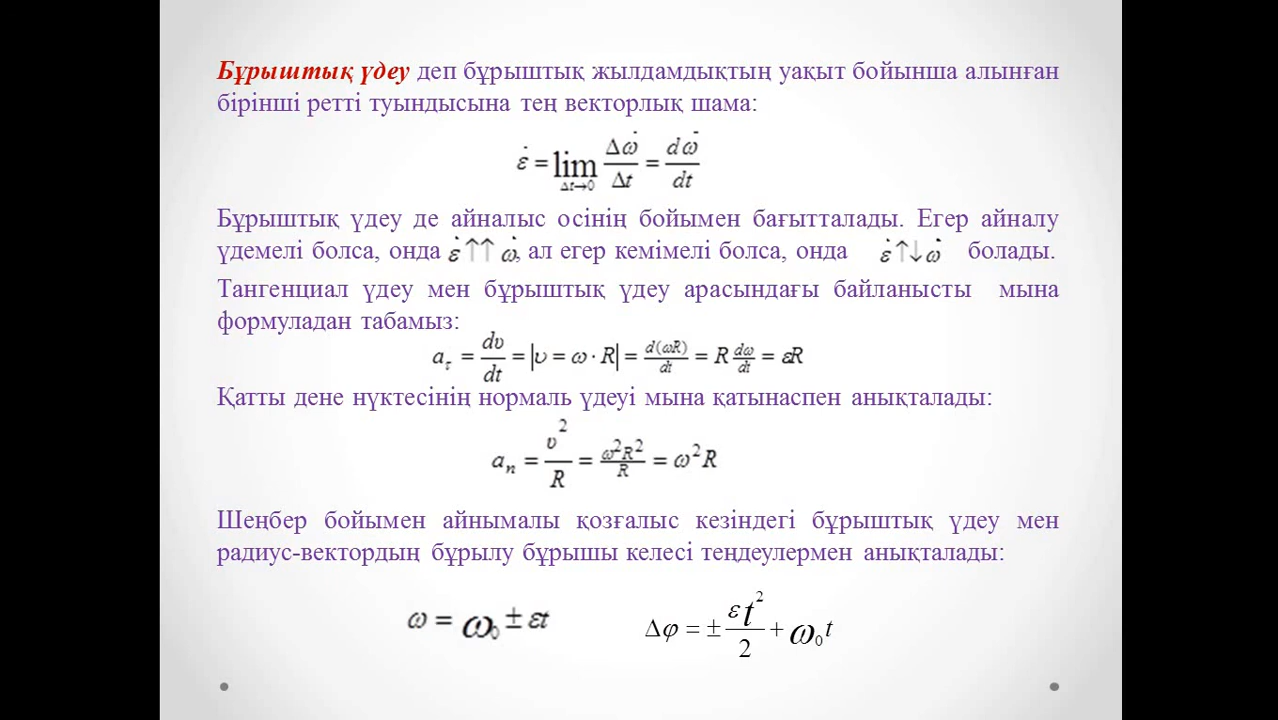 Бұрыштық үдеу деп бұрыштық жылдамдықтың уақыт бойынша алынған
бірінші ретті туындысына тең векторлық шама:
ε̇ = lim Δt→0 Δω̇/Δt = dω̇/dt
Бұрыштық үдеу де айналыс осінің бойымен бағытталады. Егер айналу
үдемелі болса, онда ε̇ ↑↑ ω̇, ал егер кемімелі болса, онда ε̇ ↑↓ ω̇ болады.
Тангенциал үдеу мен бұрыштық үдеу арасындағы байланысты мына
формуладан табамыз:
aτ = dυ/dt = |υ = ω · R| = d(ωR)/dt = R dω/dt = εR
Қатты дене нүктесінің нормаль үдеуі мына қатынаспен анықталады:
aₙ = υ²/R = ω²R²/R = ω²R
Шеңбер бойымен айнымалы қозғалыс кезіндегі бұрыштық үдеу мен
радиус-вектордың бұрылу бұрышы келесі теңдеулермен анықталады:
ω = ω₀ ± εt Δφ = ± εt²/2 + ω₀t